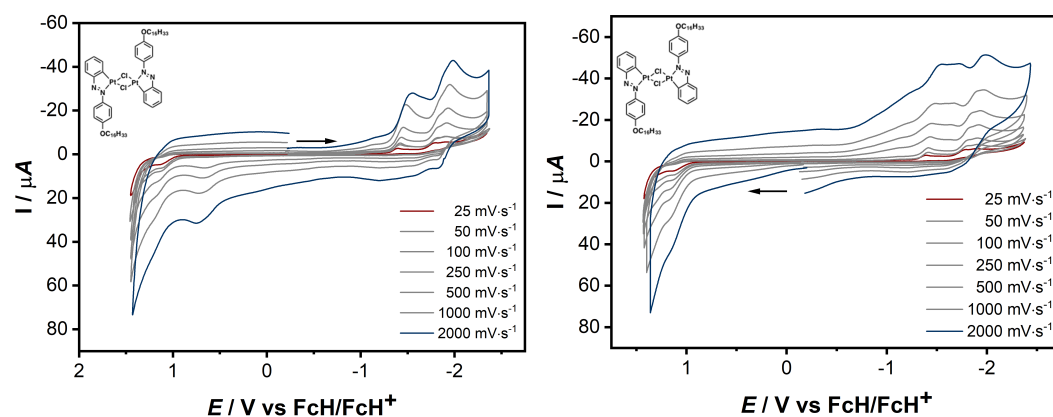 -60
-40
-20
0
20
40
60
80
I / μA
2
1
0
-1
-2
E / V vs FcH/FcH+
OC16H33
N
N
Pt
Cl
Cl
Pt
N
N
OC16H33
25 mV·s-1
50 mV·s-1
100 mV·s-1
250 mV·s-1
500 mV·s-1
1000 mV·s-1
2000 mV·s-1
-60
-40
-20
0
20
40
60
80
I / μA
1
0
-1
-2
E / V vs FcH/FcH+
OC16H33
N
N
Pt
Cl
Cl
Pt
N
N
OC16H33
25 mV·s-1
50 mV·s-1
100 mV·s-1
250 mV·s-1
500 mV·s-1
1000 mV·s-1
2000 mV·s-1